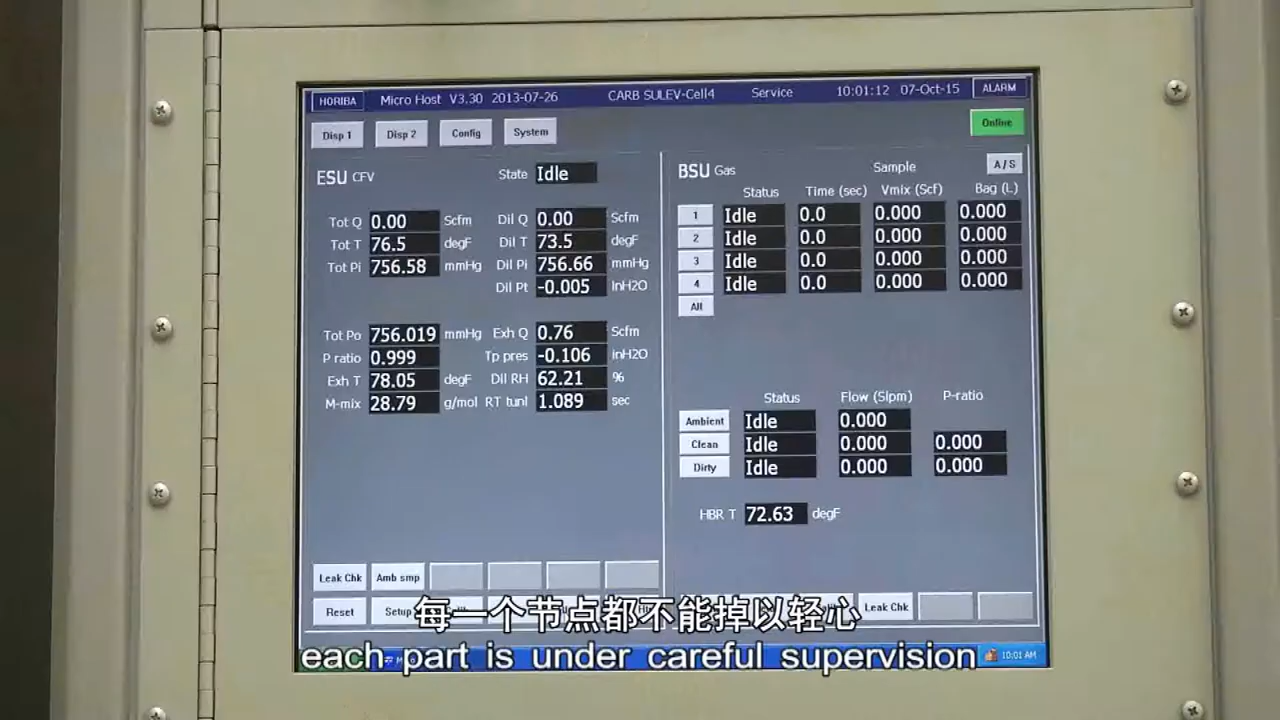 HORIBA Micro Host V3.30 2013-07-26 CARB SULEV-Cell4 Service 10:01:12 07-Oct-15 ALARM
Disp 1 Disp 2 Config System Online
ESU CFV State Idle
Tot Q 0.00 Scfm Dil Q 0.00 Scfm
Tot T 76.5 degF Dil T 73.5 degF
Tot Pi 756.58 mmHg Dil Pi 756.66 mmHg
Dil Pt -0.005 inH2O
Tot Po 756.019 mmHg Exh Q 0.76 Scfm
P ratio 0.999 Tp pres -0.106 inH2O
Exh T 78.05 degF Dil RH 62.21 %
M-mix 28.79 g/mol RT tunl 1.089 sec
Leak Chk Amb smp
Reset Setup
BSU Gas Sample A/S
Status Time (sec) Vmix (Scf) Bag (L)
1 Idle 0.0 0.000 0.000
2 Idle 0.0 0.000 0.000
3 Idle 0.0 0.000 0.000
4 Idle 0.0 0.000 0.000
All
Status Flow (Slpm) P-ratio
Ambient Idle 0.000
Clean Idle 0.000 0.000
Dirty Idle 0.000 0.000
HBR T 72.63 degF
Leak Chk
每一个节点都不能掉以轻心
each part is under careful supervision
10:01 AM